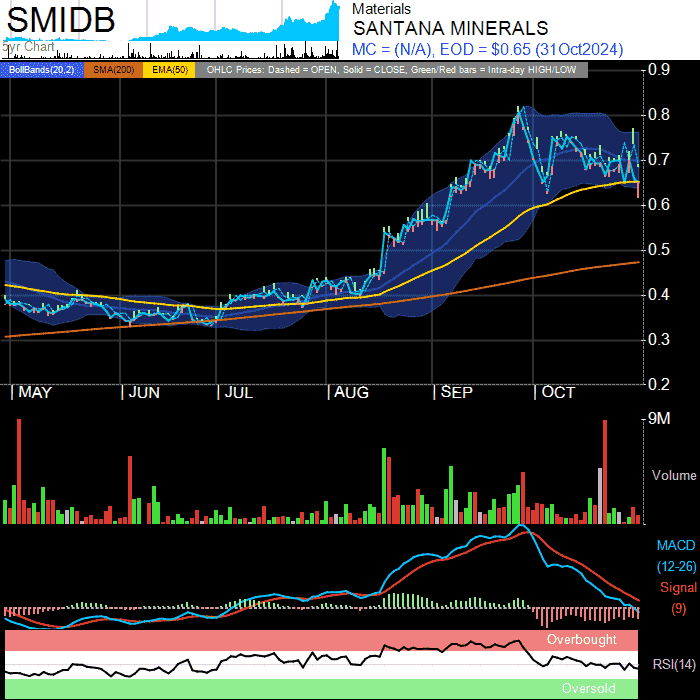 SMIDB
5yr Chart
Materials
SANTANA MINERALS
MC = (N/A), EOD = $0.65 (31Oct2024)
BollBands(20,2) SMA(200) EMA(50) OHLC Prices: Dashed = OPEN, Solid = CLOSE, Green/Red bars = Intra-day HIGH/LOW
0.9
0.8
0.7
0.6
0.5
0.4
0.3
0.2
MAY JUN JUL AUG SEP OCT
9M
Volume
MACD
(12-26)
Signal
(9)
Overbought
RSI(14)
Oversold